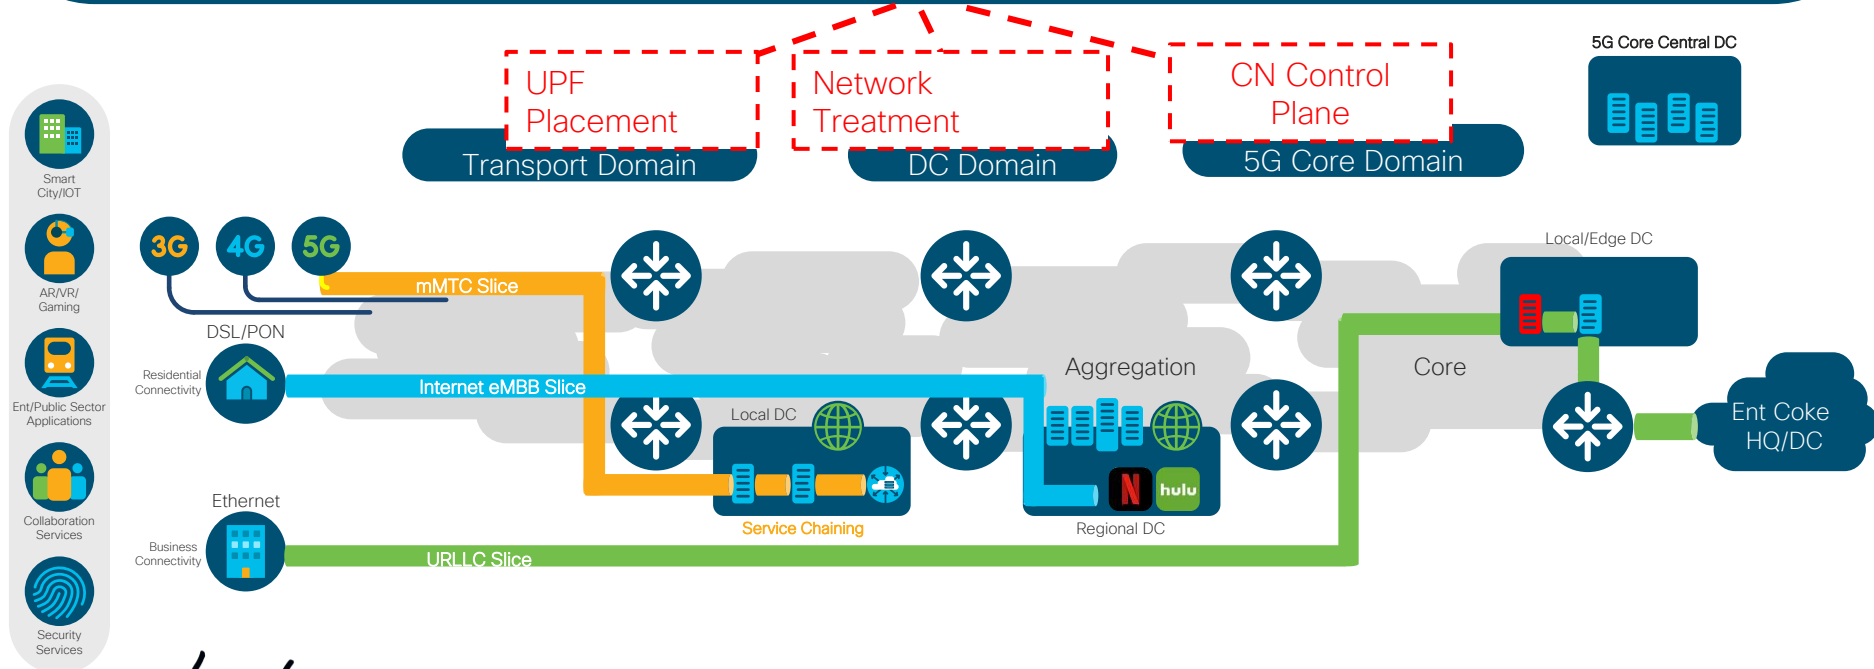 5G Core Central DC
UPF
Placement
Network
Treatment
CN Control
Plane
Transport Domain
DC Domain
5G Core Domain
Smart
City/IOT
AR/VR/
Gaming
Ent/Public Sector
Applications
Collaboration
Services
Security
Services
3G
4G
5G
mMTC Slice
DSL/PON
Residential
Connectivity
Internet eMBB Slice
Ethernet
Business
Connectivity
URLLC Slice
Local DC
Service Chaining
Aggregation
N
hulu
Regional DC
Core
Local/Edge DC
Ent Coke
HQ/DC